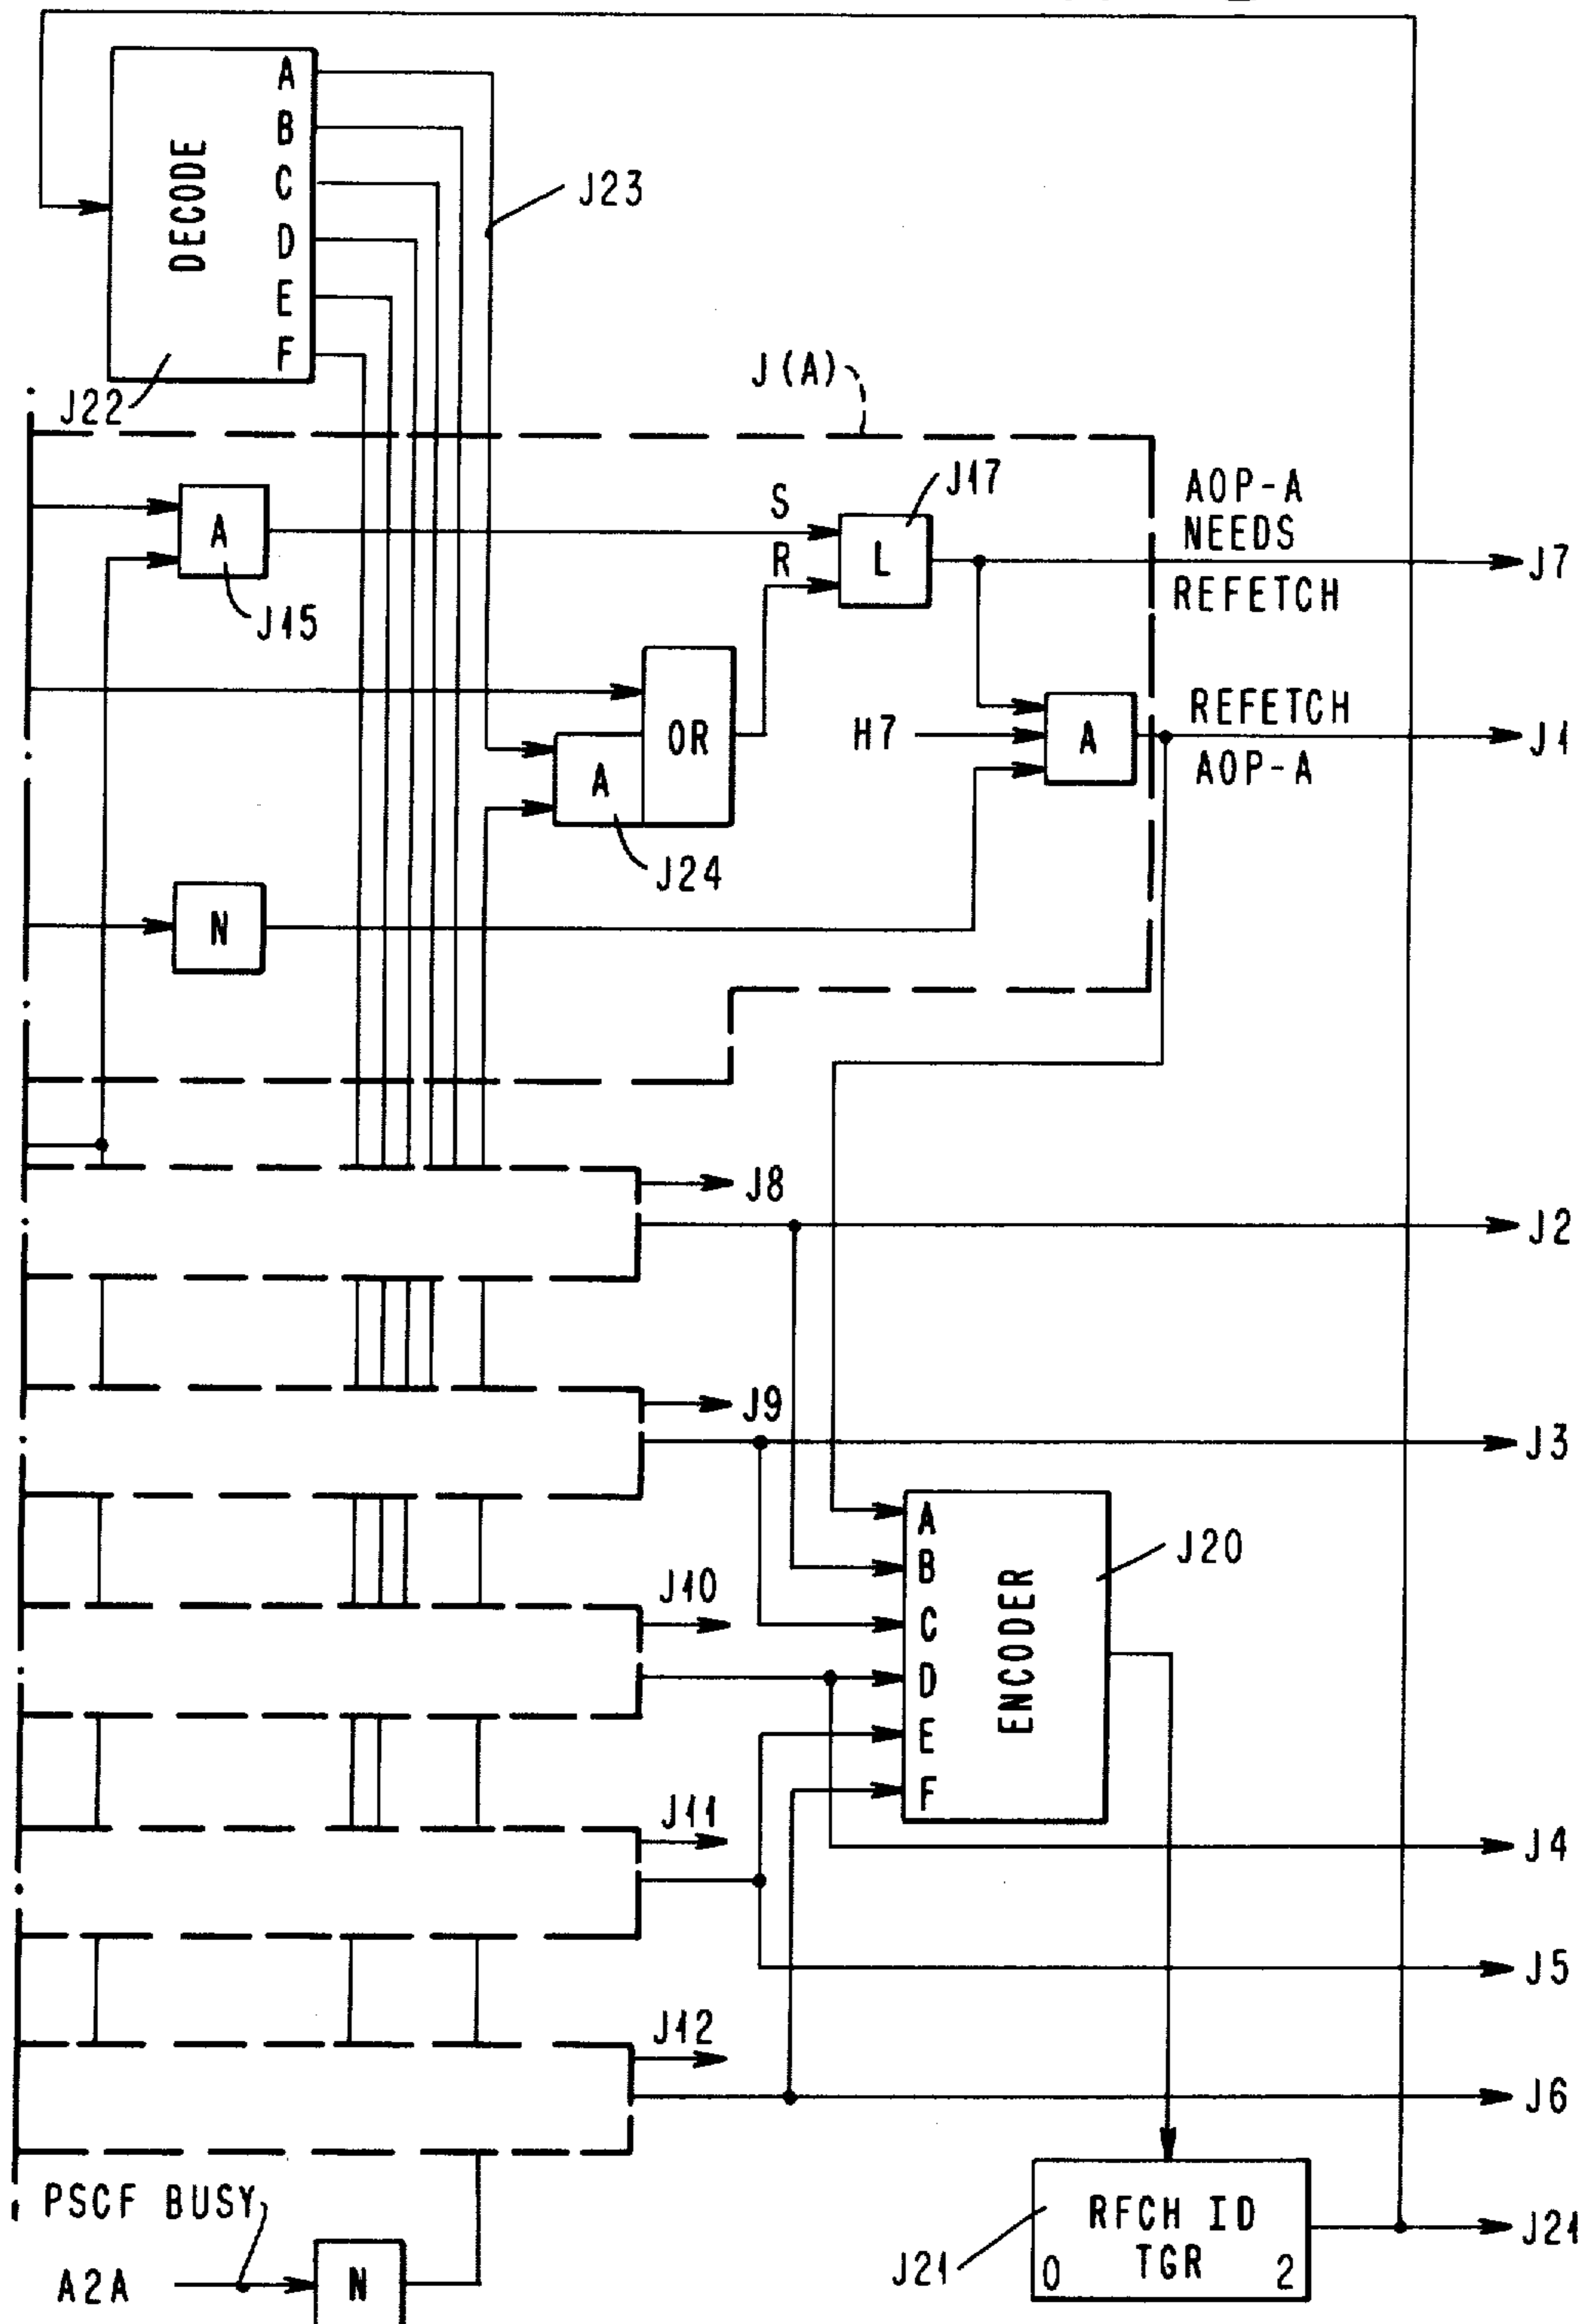 A
B
C
D
E
F
DECODE
J23
J22
J(A)
A
J15
S
R
J17
L
AOP-A
NEEDS
REFETCH
J7
OR
A
J24
H7
A
REFETCH
AOP-A
J1
N
J8
J2
J9
J3
A
B
C
D
E
F
ENCODER
J20
J10
J4
J11
J5
J12
J6
PSCF BUSY
A2A
N
J21
RFCH ID
TGR
0
2
J21